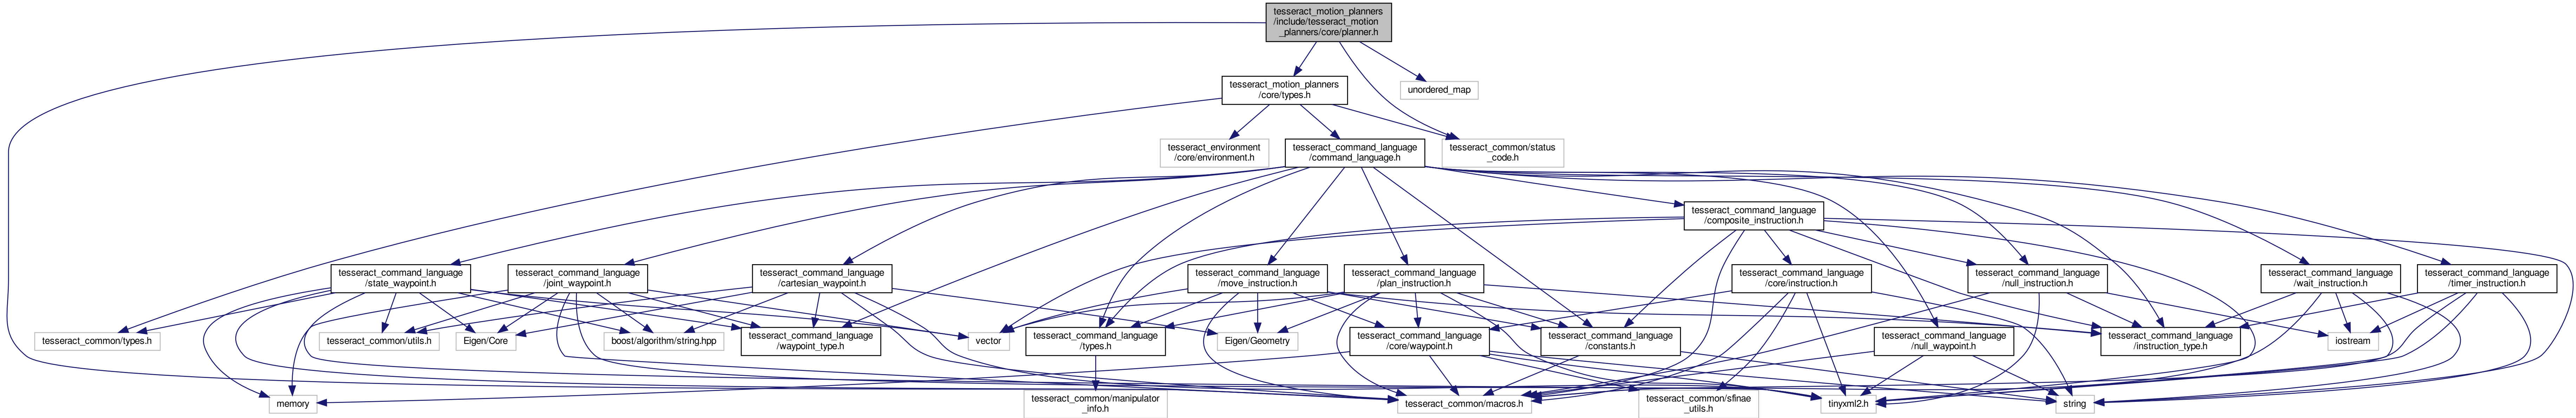 tesseract_motion_planners
/include/tesseract_motion
_planners/core/planner.h
tesseract_motion_planners
/core/types.h
unordered_map
tesseract_environment
/core/environment.h
tesseract_command_language
/command_language.h
tesseract_common/status
_code.h
tesseract_command_language
/composite_instruction.h
tesseract_command_language
/state_waypoint.h
tesseract_command_language
/joint_waypoint.h
tesseract_command_language
/cartesian_waypoint.h
tesseract_command_language
/move_instruction.h
tesseract_command_language
/plan_instruction.h
tesseract_command_language
/core/instruction.h
tesseract_command_language
/null_instruction.h
tesseract_command_language
/wait_instruction.h
tesseract_command_language
/timer_instruction.h
tesseract_common/types.h
tesseract_common/utils.h
Eigen/Core
boost/algorithm/string.hpp
tesseract_command_language
/waypoint_type.h
vector
tesseract_command_language
/types.h
Eigen/Geometry
tesseract_command_language
/core/waypoint.h
tesseract_command_language
/constants.h
tesseract_command_language
/null_waypoint.h
tesseract_command_language
/instruction_type.h
iostream
memory
tesseract_common/manipulator
_info.h
tesseract_common/macros.h
tesseract_common/sfinae
_utils.h
tinyxml2.h
string